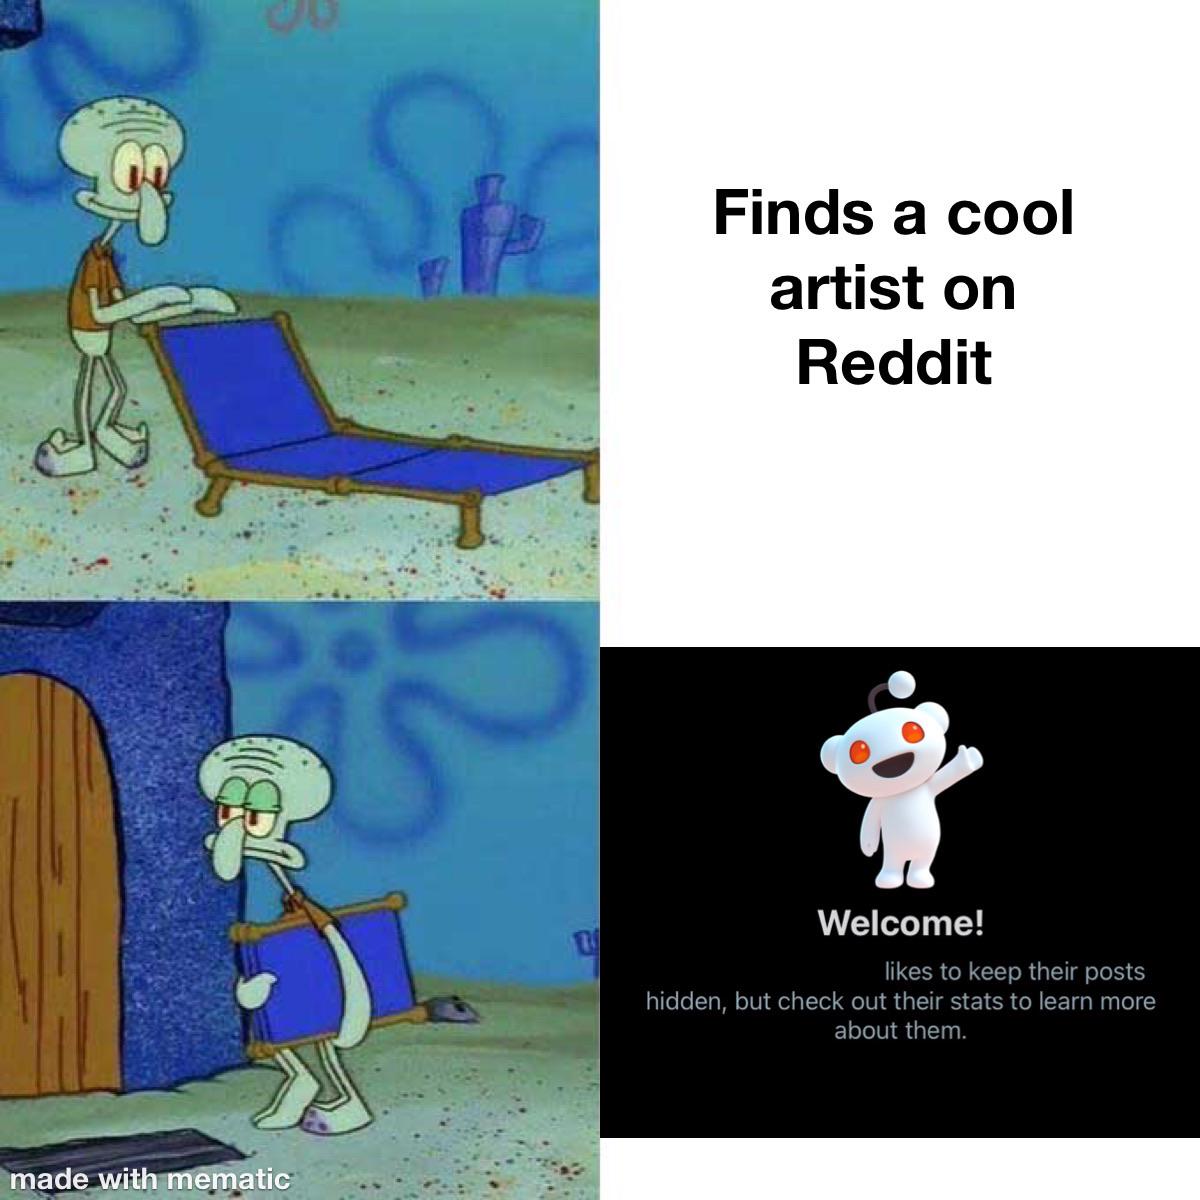 Finds a cool
artist on
Reddit
Welcome!
likes to keep their posts
hidden, but check out their stats to learn more
about them.
made with mematic